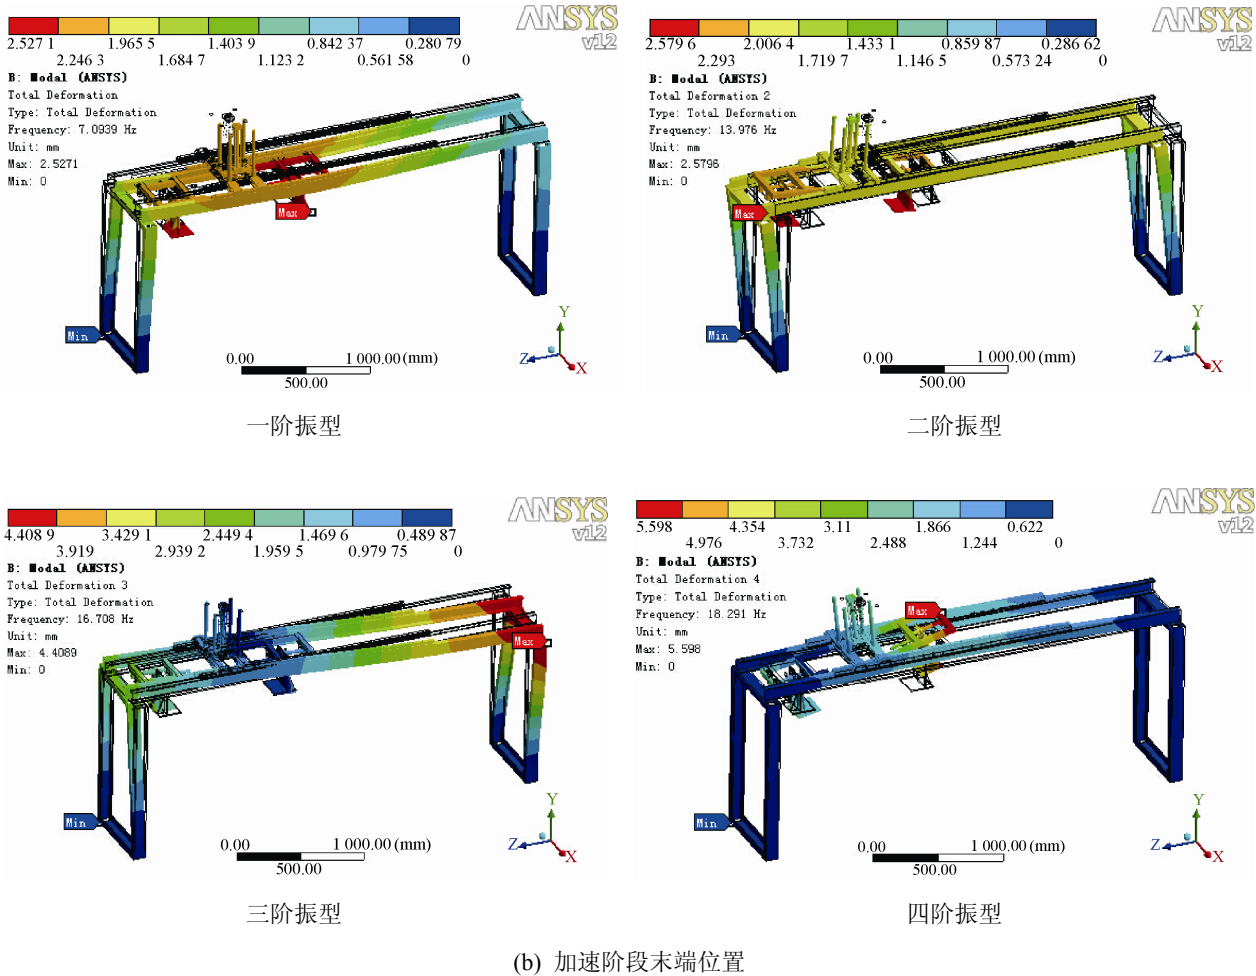 ANSYS
v12
2.527 1 1.965 5 1.403 9 0.842 37 0.280 79
2.246 3 1.684 7 1.123 2 0.561 58 0
B: Modal (ANSYS)
Total Deformation
Type: Total Deformation
Frequency: 7.0939 Hz
Unit: mm
Max: 2.5271
Min: 0
Max
Min
Y
Z
X
0.00 1 000.00 (mm)
500.00
一阶振型
ANSYS
v12
2.579 6 2.006 4 1.433 1 0.859 87 0.286 62
2.293 1.719 7 1.146 5 0.573 24 0
B: Modal (ANSYS)
Total Deformation 2
Type: Total Deformation
Frequency: 13.976 Hz
Unit: mm
Max: 2.5796
Min: 0
Max
Min
Y
Z
X
0.00 1 000.00 (mm)
500.00
二阶振型
ANSYS
v12
4.408 9 3.429 1 2.449 4 1.469 6 0.489 87
3.919 2.939 2 1.959 5 0.979 75 0
B: Modal (ANSYS)
Total Deformation 3
Type: Total Deformation
Frequency: 16.708 Hz
Unit: mm
Max: 4.4089
Min: 0
Max
Min
Y
Z
X
0.00 1 000.00 (mm)
500.00
三阶振型
ANSYS
v12
5.598 4.354 3.11 1.866 0.622
4.976 3.732 2.488 1.244 0
B: Modal (ANSYS)
Total Deformation 4
Type: Total Deformation
Frequency: 18.291 Hz
Unit: mm
Max: 5.598
Min: 0
Max
Min
Y
Z
X
0.00 1 000.00 (mm)
500.00
四阶振型
(b) 加速阶段末端位置